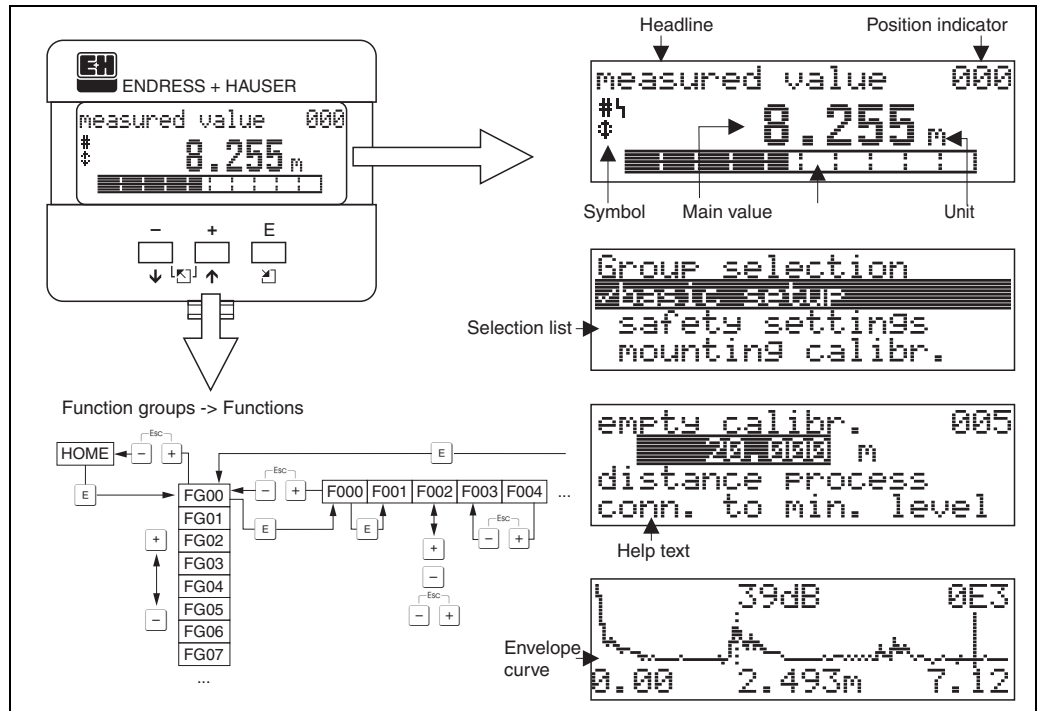 Headline
Position indicator
E+H
ENDRESS + HAUSER
measured value 000
8.255 m
– + E
measured value 000
8.255 m
Symbol
Main value
Unit
Group selection
basic setup
safety settings
mounting calibr.
Selection list
empty calibr. 005
20.000 m
distance process
conn. to min. level
Help text
39dB 0E3
0.00 2.493m 7.12
Envelope
curve
Function groups -> Functions
HOME
Esc
– +
E
E
FG00
FG01
FG02
FG03
FG04
FG05
FG06
FG07
...
+
–
E
Esc
– +
F000 F001 F002 F003 F004 ...
E
+
–
Esc
– +
Esc
– +